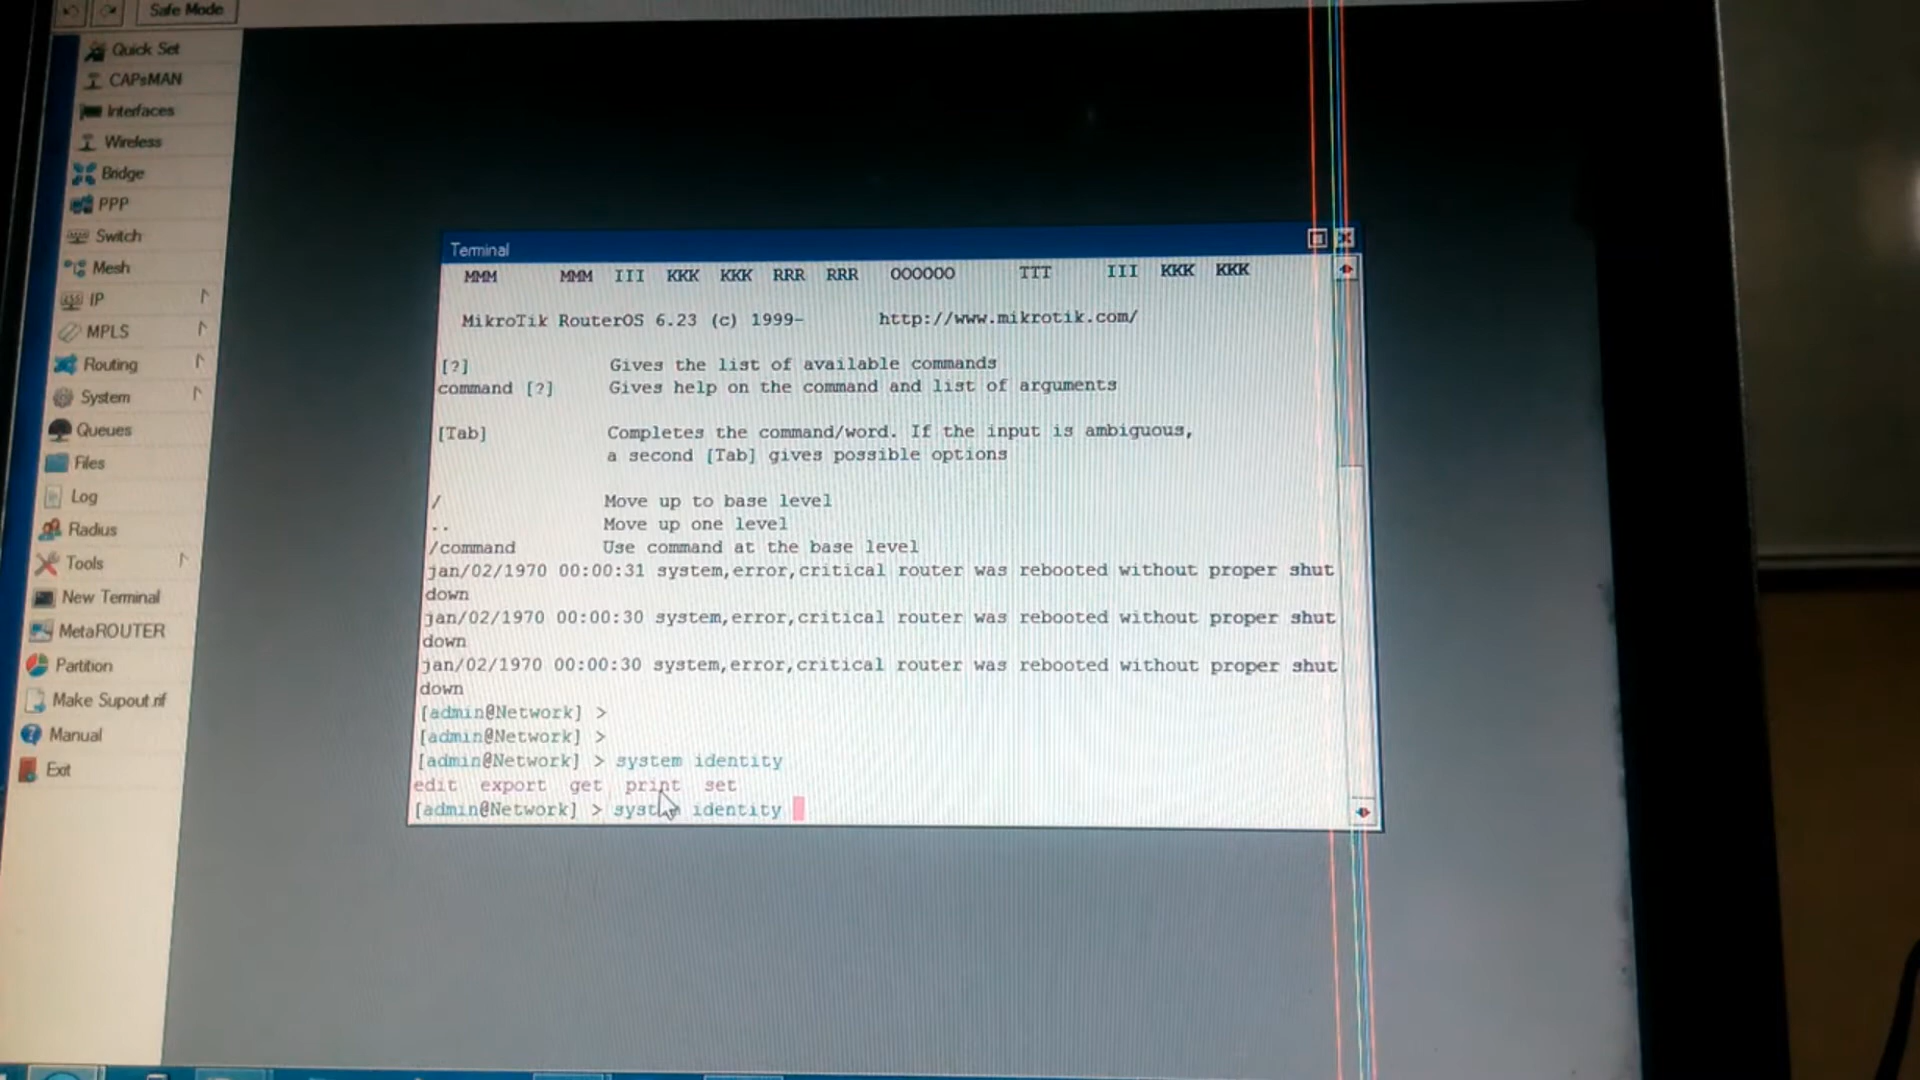 Safe Mode
Quick Set
CAPsMAN
Interfaces
Wireless
Bridge
PPP
Switch
Mesh
IP
MPLS
Routing
System
Queues
Files
Log
Radius
Tools
New Terminal
MetaROUTER
Partition
Make Supout.rif
Manual
Exit
Terminal
MMM MMM III KKK KKK RRR RRR OOOOOO TTT III KKK KKK
MikroTik RouterOS 6.23 (c) 1999- http://www.mikrotik.com/
[?] Gives the list of available commands
command [?] Gives help on the command and list of arguments
[Tab] Completes the command/word. If the input is ambiguous,
a second [Tab] gives possible options
/ Move up to base level
.. Move up one level
/command Use command at the base level
jan/02/1970 00:00:31 system,error,critical router was rebooted without proper shut
down
jan/02/1970 00:00:30 system,error,critical router was rebooted without proper shut
down
jan/02/1970 00:00:30 system,error,critical router was rebooted without proper shut
down
[admin@Network] >
[admin@Network] >
[admin@Network] > system identity
edit export get print set
[admin@Network] > system identity